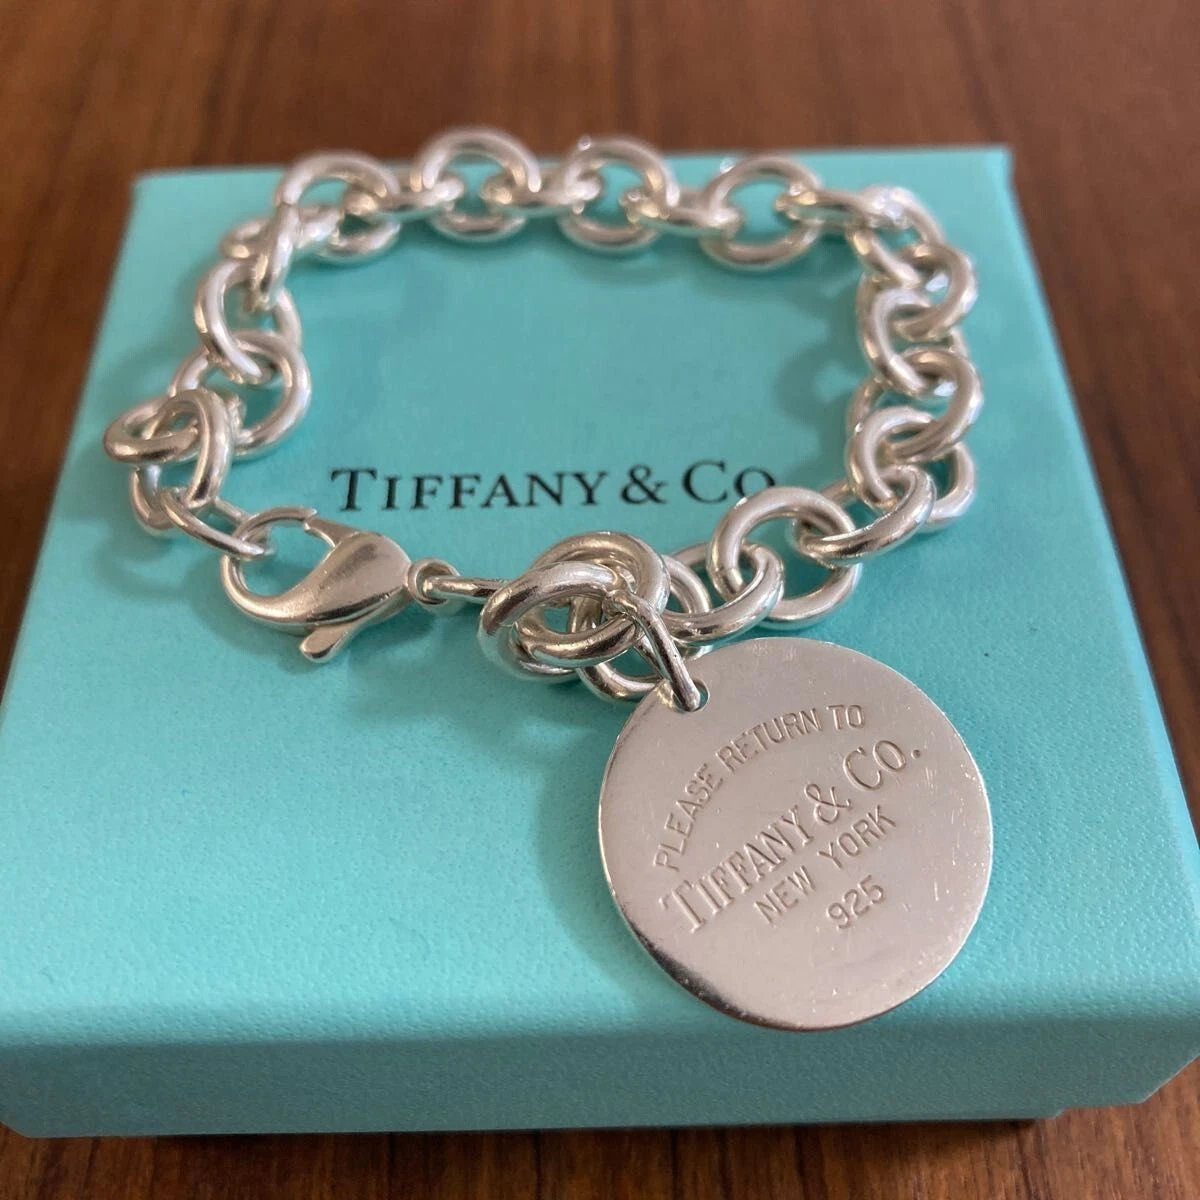 TIFFANY & CO
PLEASE RETURN TO
TIFFANY & CO.
NEW YORK
925